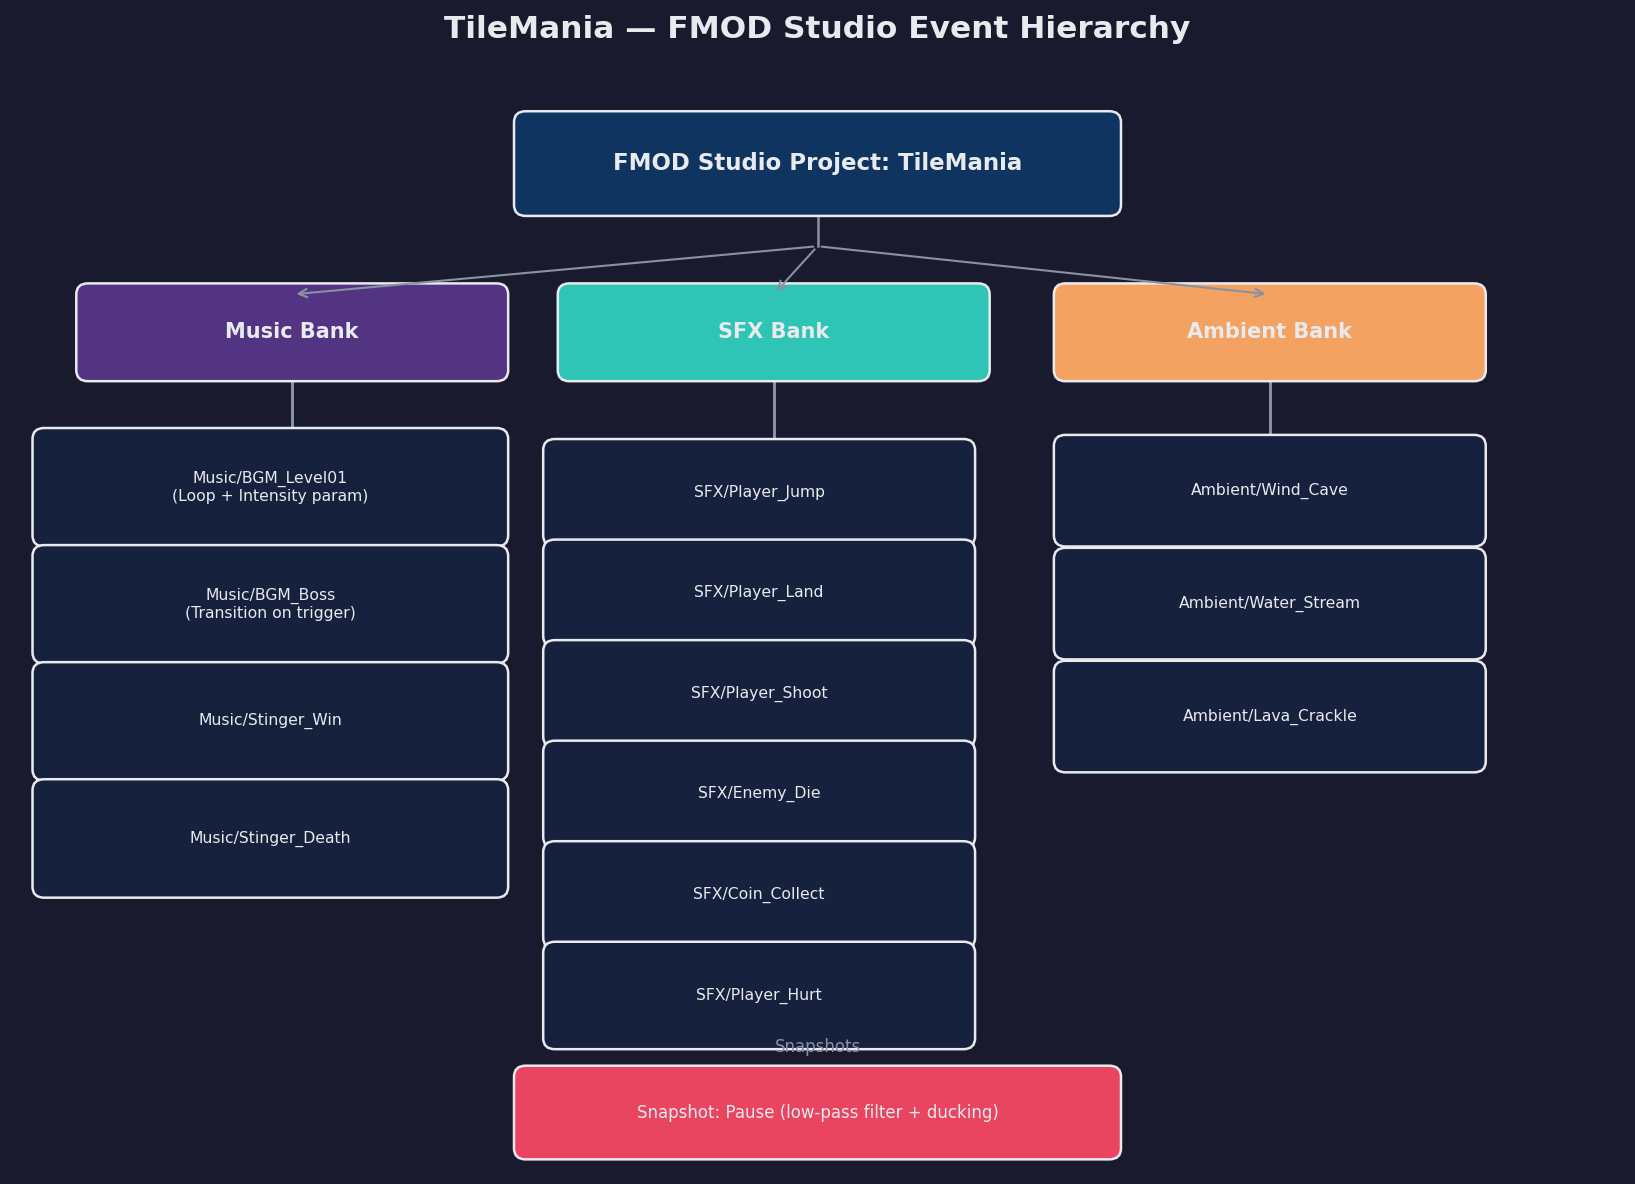 TileMania — FMOD Studio Event Hierarchy
FMOD Studio Project: TileMania
Music Bank
SFX Bank
Ambient Bank
Music/BGM_Level01
(Loop + Intensity param)
Music/BGM_Boss
(Transition on trigger)
Music/Stinger_Win
Music/Stinger_Death
SFX/Player_Jump
SFX/Player_Land
SFX/Player_Shoot
SFX/Enemy_Die
SFX/Coin_Collect
SFX/Player_Hurt
Ambient/Wind_Cave
Ambient/Water_Stream
Ambient/Lava_Crackle
Snapshots
Snapshot: Pause (low-pass filter + ducking)